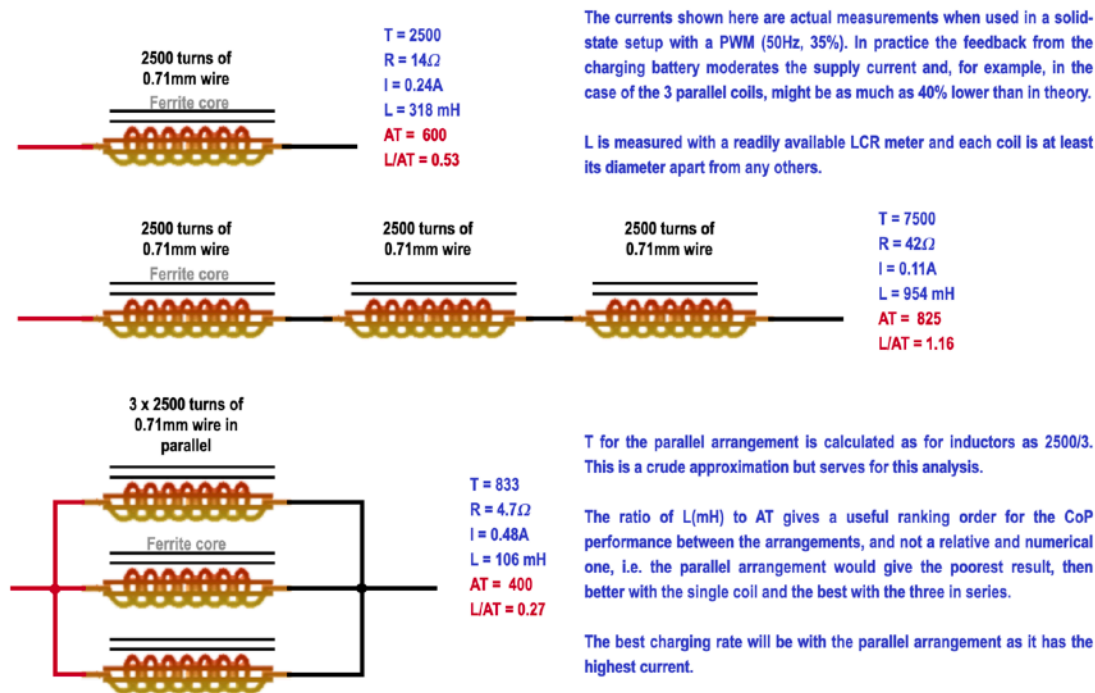 The currents shown here are actual measurements when used in a solid-
state setup with a PWM (50Hz, 35%). In practice the feedback from the
charging battery moderates the supply current and, for example, in the
case of the 3 parallel coils, might be as much as 40% lower than in theory.
L is measured with a readily available LCR meter and each coil is at least
its diameter apart from any others.
2500 turns of
0.71mm wire
Ferrite core
T = 2500
R = 14Ω
I = 0.24A
L = 318 mH
AT = 600
L/AT = 0.53
2500 turns of
0.71mm wire
Ferrite core
2500 turns of
0.71mm wire
2500 turns of
0.71mm wire
T = 7500
R = 42Ω
I = 0.11A
L = 954 mH
AT = 825
L/AT = 1.16
3 x 2500 turns of
0.71mm wire in
parallel
Ferrite core
T = 833
R = 4.7Ω
I = 0.48A
L = 106 mH
AT = 400
L/AT = 0.27
T for the parallel arrangement is calculated as for inductors as 2500/3.
This is a crude approximation but serves for this analysis.
The ratio of L(mH) to AT gives a useful ranking order for the CoP
performance between the arrangements, and not a relative and numerical
one, i.e. the parallel arrangement would give the poorest result, then
better with the single coil and the best with the three in series.
The best charging rate will be with the parallel arrangement as it has the
highest current.